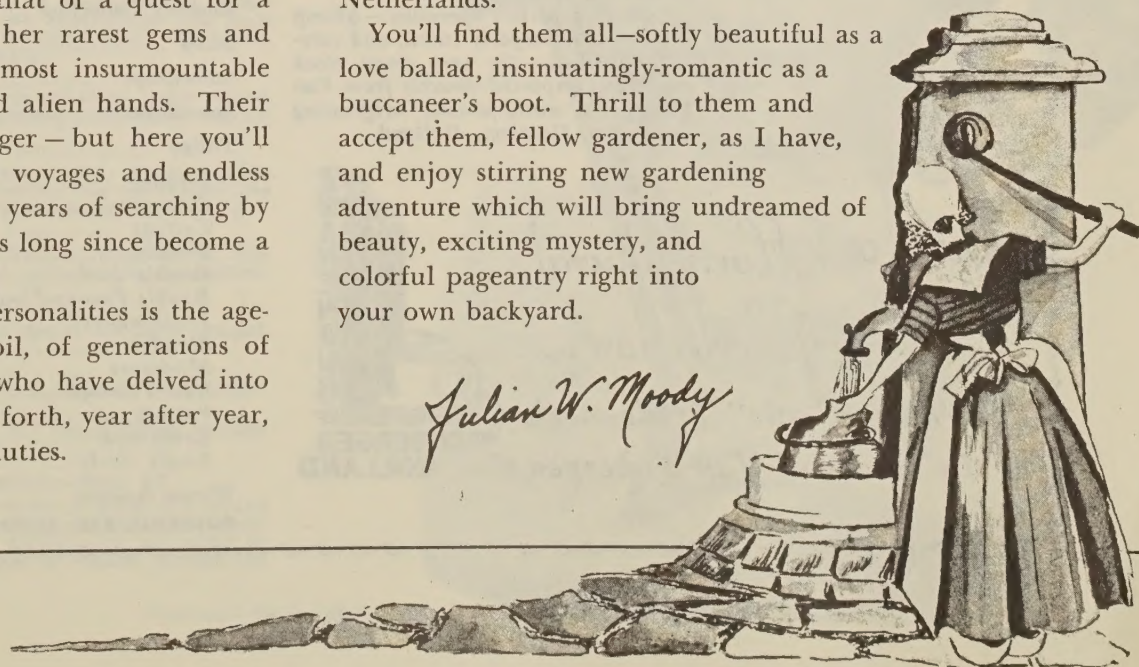 that of a quest for a
her rarest gems and
most insurmountable
d alien hands. Their
ger — but here you'll
voyages and endless
years of searching by
s long since become a
ersonalities is the age-
oil, of generations of
who have delved into
forth, year after year,
uties.
Netherlands.
You'll find them all—softly beautiful as a
love ballad, insinuatingly-romantic as a
buccaneer's boot. Thrill to them and
accept them, fellow gardener, as I have,
and enjoy stirring new gardening
adventure which will bring undreamed of
beauty, exciting mystery, and
colorful pageantry right into
your own backyard.
Julian W. Moody